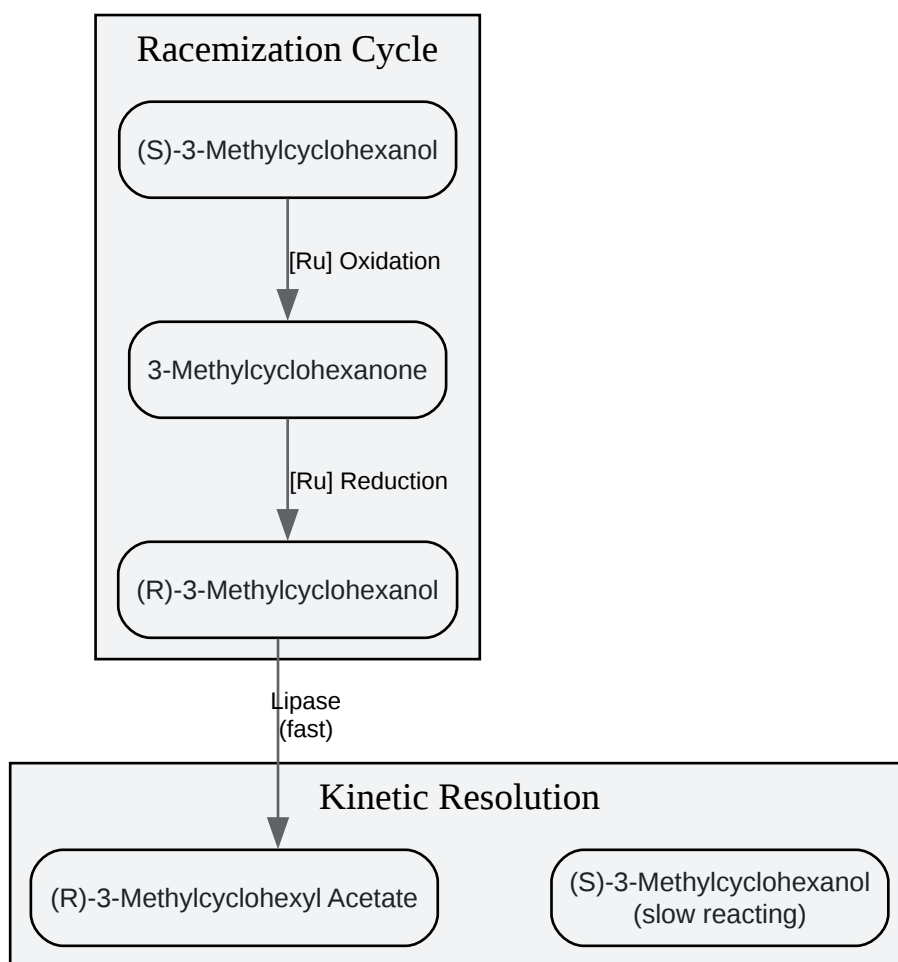 Racemization Cycle
(S)-3-Methylcyclohexanol
[Ru] Oxidation
3-Methylcyclohexanone
[Ru] Reduction
(R)-3-Methylcyclohexanol
Lipase
(fast)
Kinetic Resolution
(R)-3-Methylcyclohexyl Acetate
(S)-3-Methylcyclohexanol
(slow reacting)